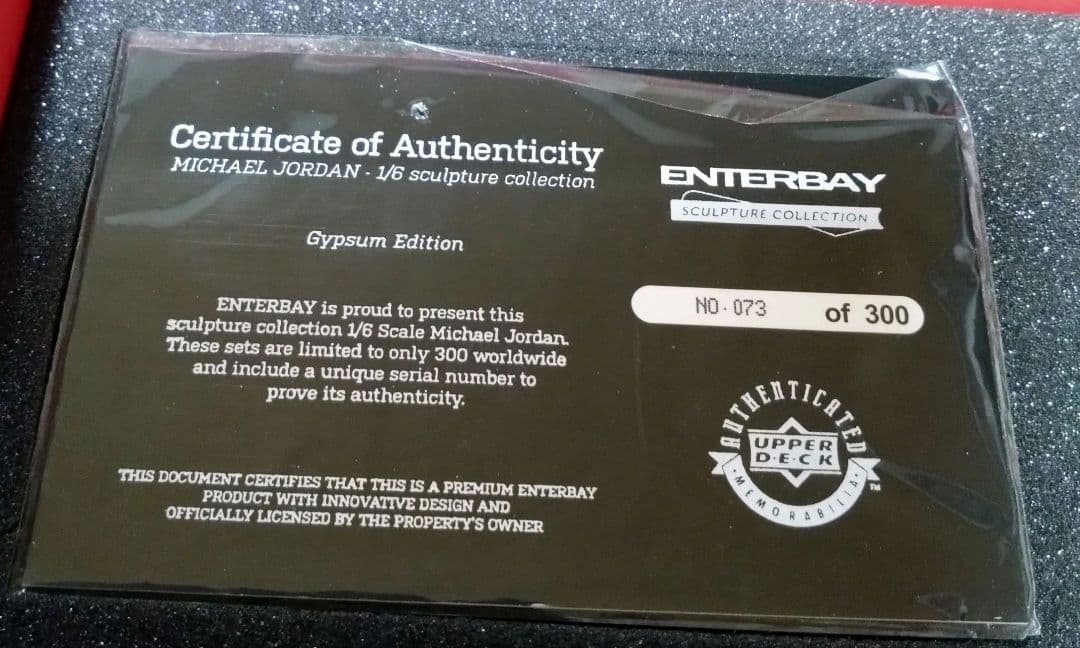 Certificate of Authenticity
MICHAEL JORDAN - 1/6 sculpture collection
Gypsum Edition
ENTERBAY is proud to present this
sculpture collection 1/6 Scale Michael Jordan.
These sets are limited to only 300 worldwide
and include a unique serial number to
prove its authenticity.
THIS DOCUMENT CERTIFIES THAT THIS IS A PREMIUM ENTERBAY
PRODUCT WITH INNOVATIVE DESIGN AND
OFFICIALLY LICENSED BY THE PROPERTY'S OWNER
ENTERBAY
SCULPTURE COLLECTION
NO. 073 of 300
AUTHENTICATED
UPPER
D·E·C·K
MEMORABILIA
TM